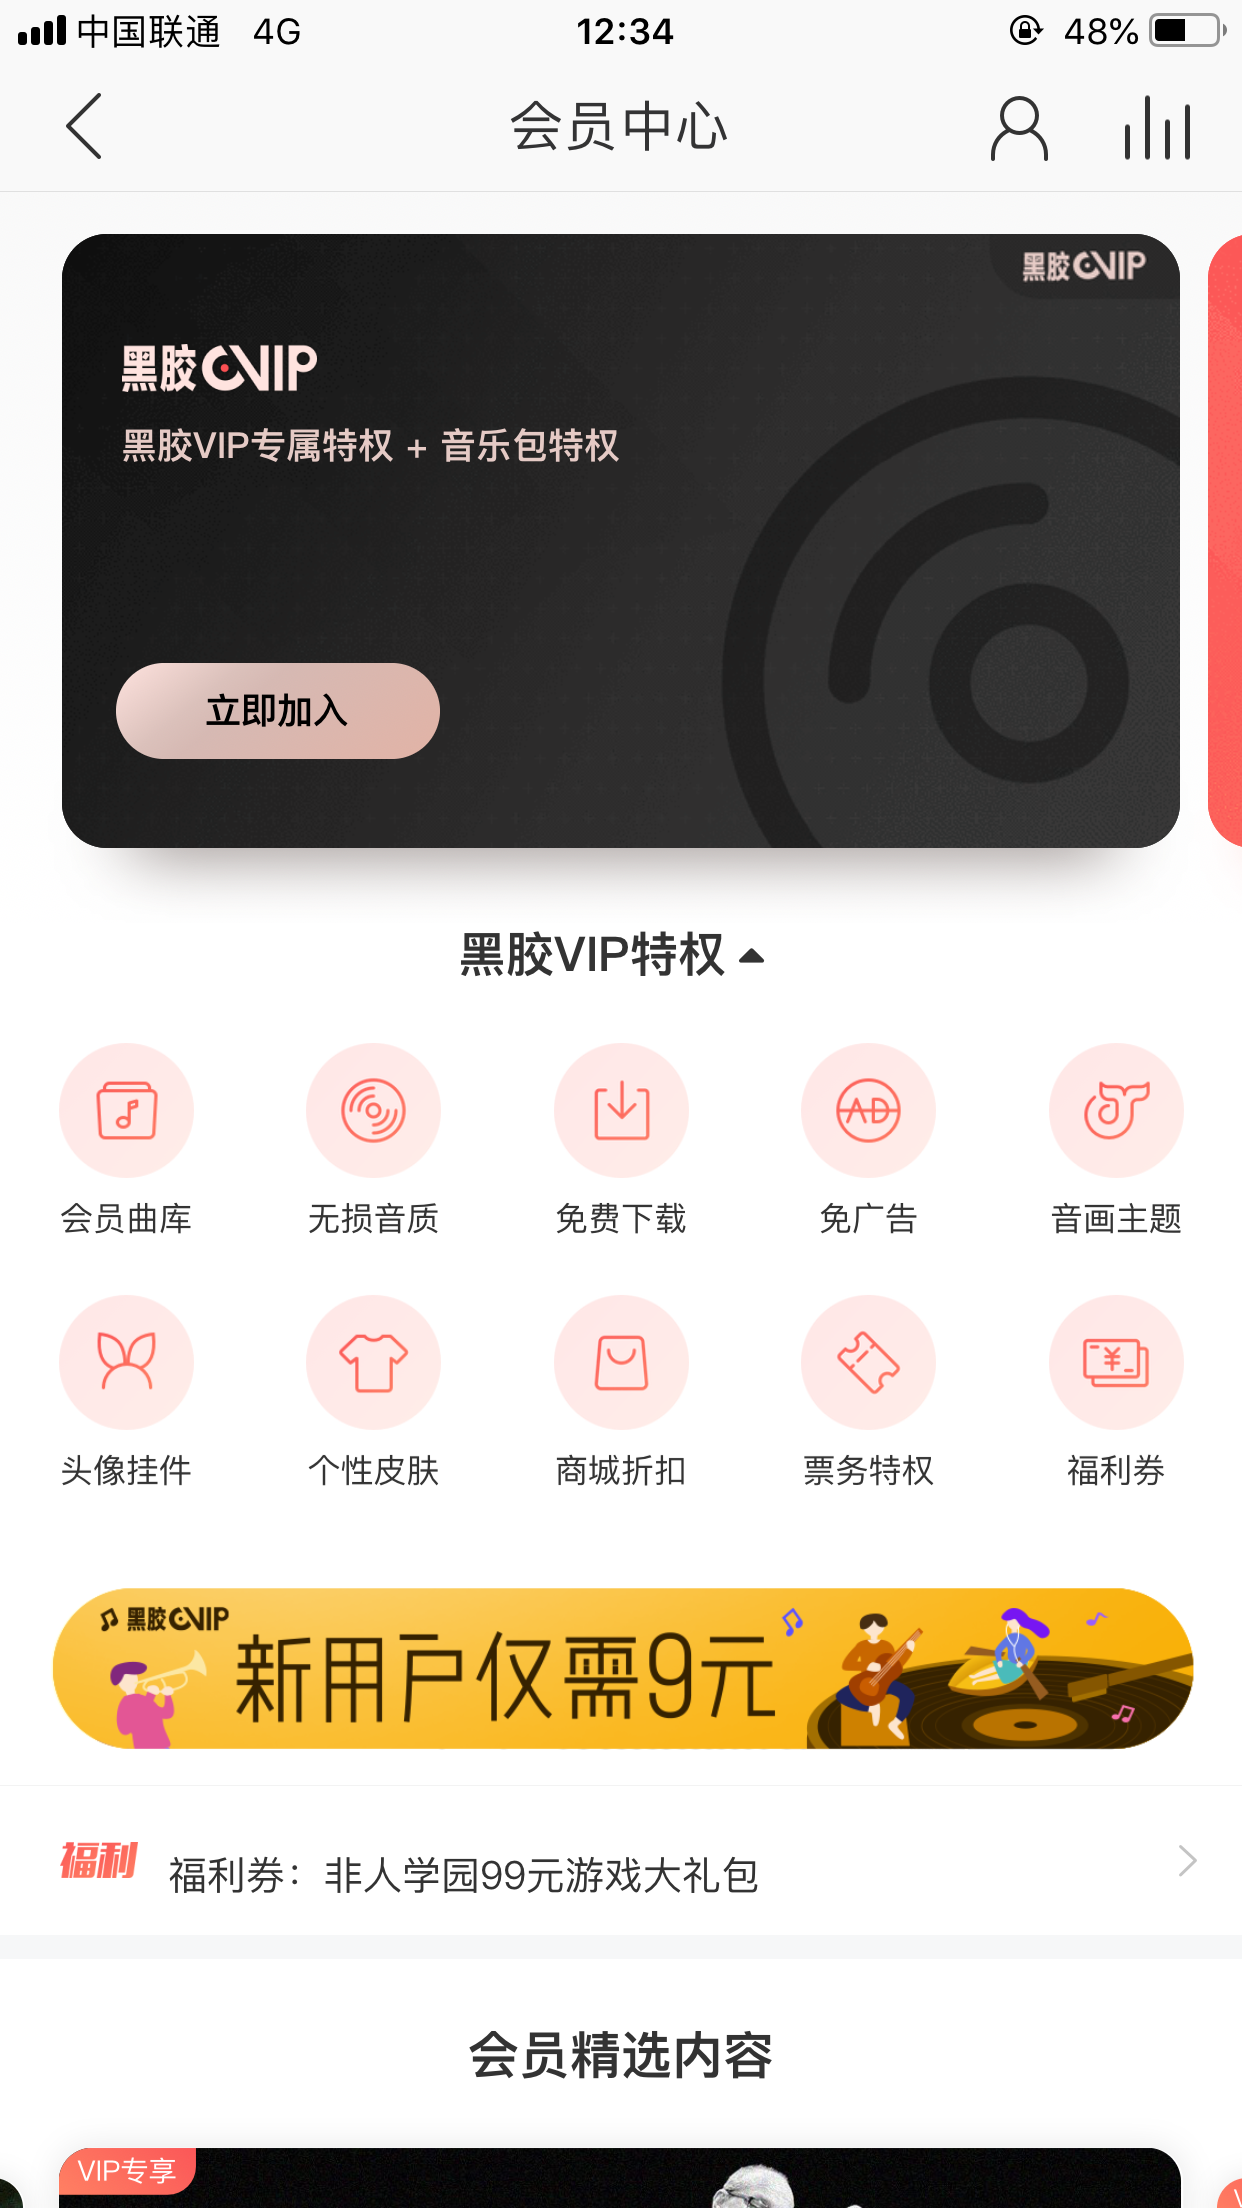 中国联通 4G 12:34 48%
会员中心
黑胶VIP
黑胶VIP
黑胶VIP专属特权 + 音乐包特权
立即加入
黑胶VIP特权
会员曲库 无损音质 免费下载 免广告 音画主题
头像挂件 个性皮肤 商城折扣 票务特权 福利券
黑胶VIP
新用户仅需9元
福利 福利券：非人学园99元游戏大礼包
会员精选内容
VIP专享